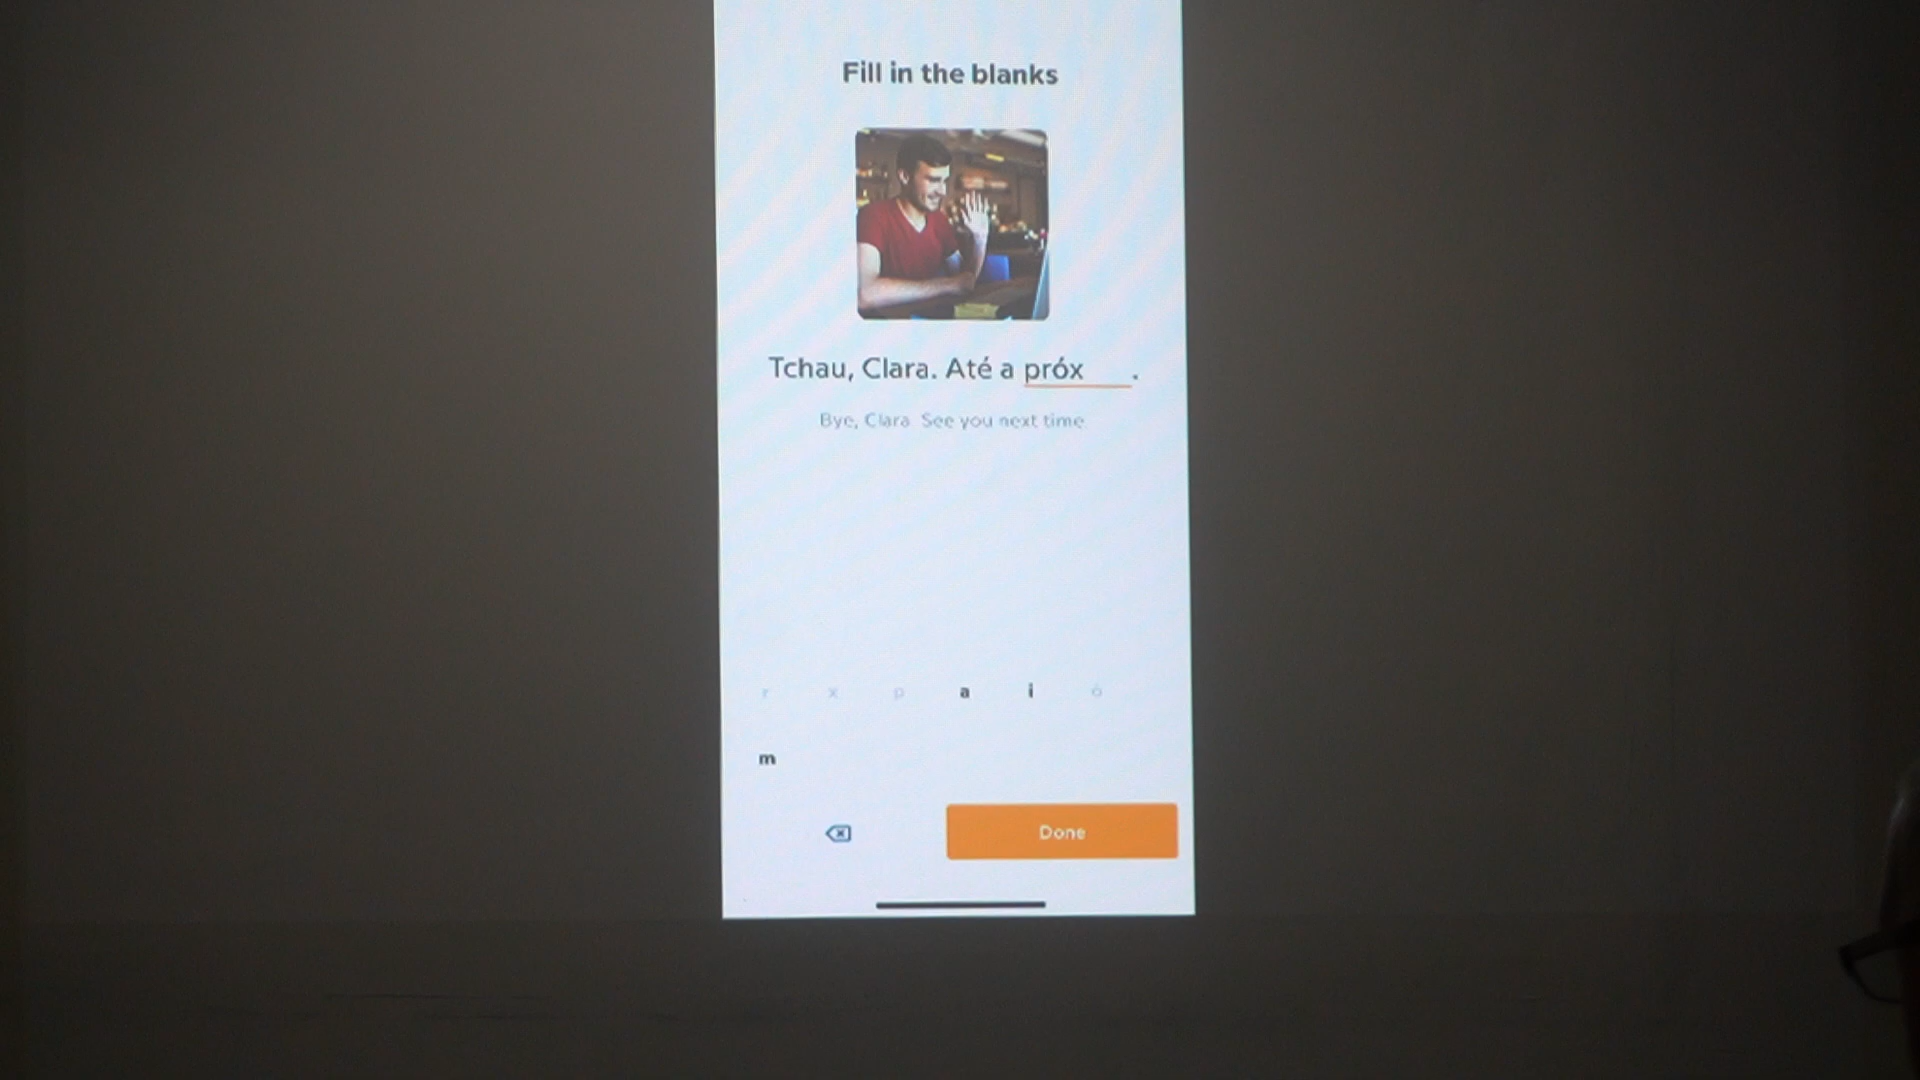 Fill in the blanks
Tchau, Clara. Até a próx .
Bye, Clara See you next time
r x p a i ó
m
Done